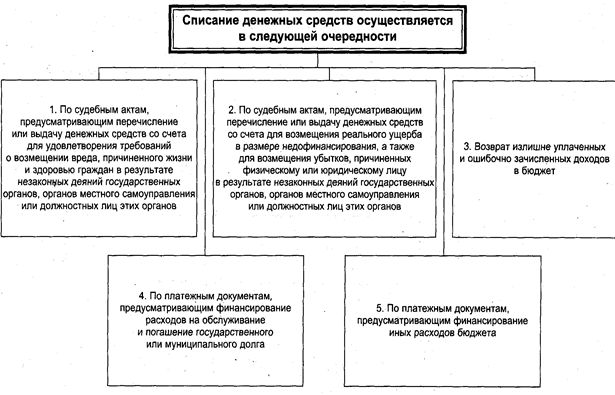 Списание денежных средств осуществляется
в следующей очередности
1. По судебным актам,
предусматривающим перечисление
или выдачу денежных средств со счета
для удовлетворения требований
о возмещении вреда, причиненного жизни
и здоровью граждан в результате
незаконных деяний государственных
органов, органов местного самоуправления
или должностных лиц этих органов
2. По судебным актам, предусматривающим
перечисление или выдачу денежных средств
со счета для возмещения реального ущерба
в размере недофинансирования, а также
для возмещения убытков, причиненных
физическому или юридическому лицу
в результате незаконных деяний государственных
органов, органов местного самоуправления
или должностных лиц этих органов
3. Возврат излишне уплаченных
и ошибочно зачисленных доходов
в бюджет
4. По платежным документам,
предусматривающим финансирование
расходов на обслуживание
и погашение государственного
или муниципального долга
5. По платежным документам,
предусматривающим финансирование
иных расходов бюджета